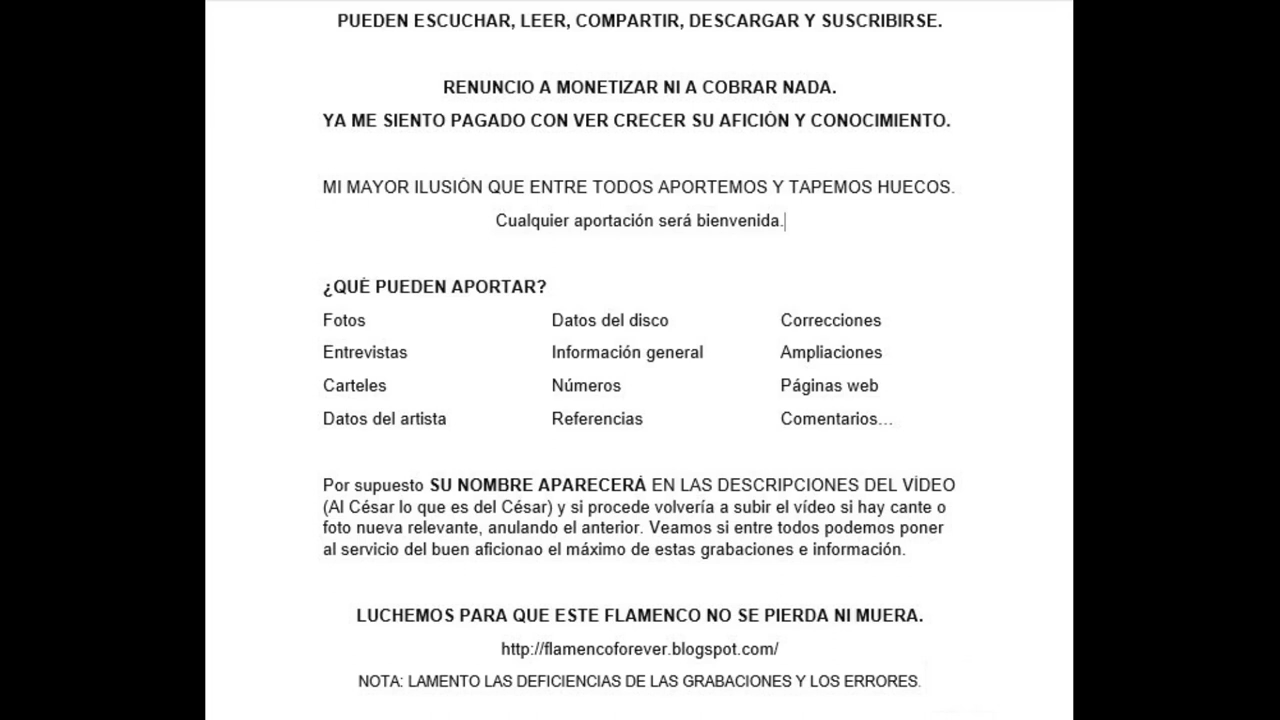 PUEDEN ESCUCHAR, LEER, COMPARTIR, DESCARGAR Y SUSCRIBIRSE.
RENUNCIO A MONETIZAR NI A COBRAR NADA.
YA ME SIENTO PAGADO CON VER CRECER SU AFICIÓN Y CONOCIMIENTO.
MI MAYOR ILUSIÓN QUE ENTRE TODOS APORTEMOS Y TAPEMOS HUECOS.
Cualquier aportación será bienvenida.
¿QUÉ PUEDEN APORTAR?
Fotos Datos del disco Correcciones
Entrevistas Información general Ampliaciones
Carteles Números Páginas web
Datos del artista Referencias Comentarios...
Por supuesto SU NOMBRE APARECERÁ EN LAS DESCRIPCIONES DEL VÍDEO
(Al César lo que es del César) y si procede volvería a subir el vídeo si hay cante o
foto nueva relevante, anulando el anterior. Veamos si entre todos podemos poner
al servicio del buen aficionao el máximo de estas grabaciones e información.
LUCHEMOS PARA QUE ESTE FLAMENCO NO SE PIERDA NI MUERA.
http://flamencoforever.blogspot.com/
NOTA: LAMENTO LAS DEFICIENCIAS DE LAS GRABACIONES Y LOS ERRORES.